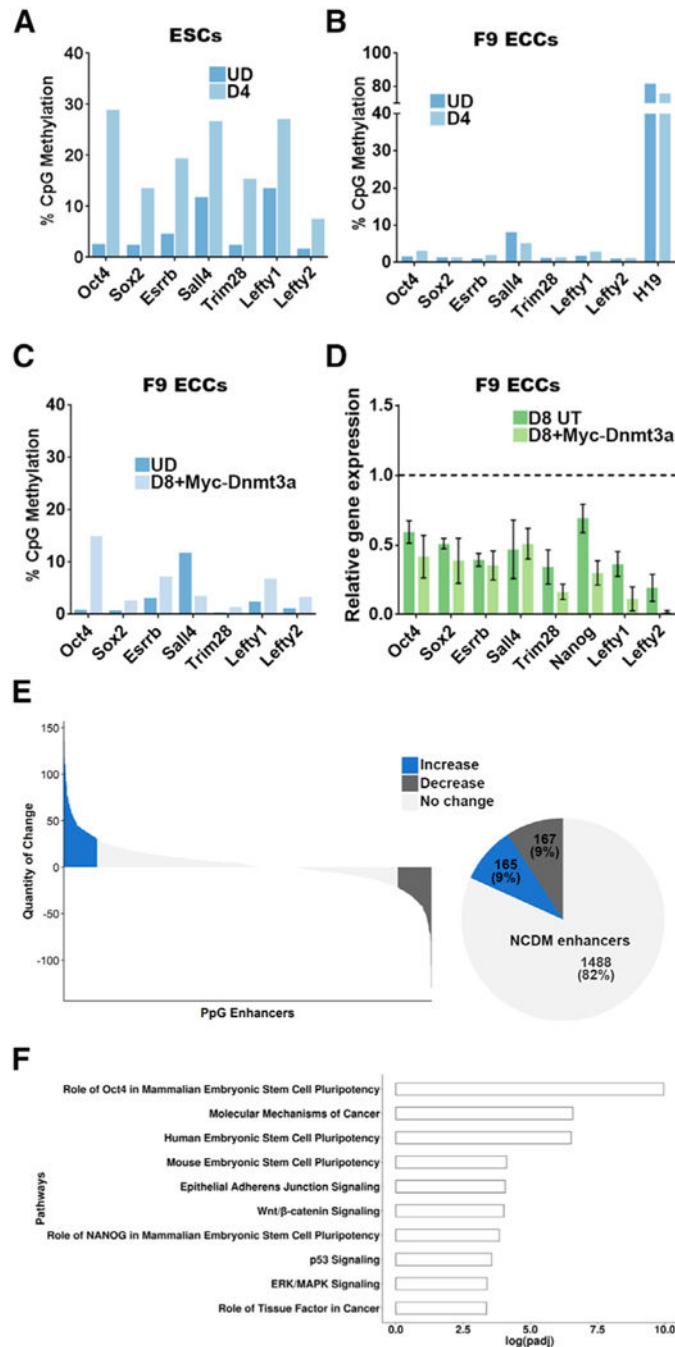 A
ESCs
UD
D4
% CpG Methylation
40
30
20
10
0
Oct4
Sox2
Esrrb
Sall4
Trim28
Lefty1
Lefty2
B
F9 ECCs
UD
D4
% CpG Methylation
100
80
60
40
30
20
10
0
Oct4
Sox2
Esrrb
Sall4
Trim28
Lefty1
Lefty2
H19
C
F9 ECCs
UD
D8+Myc-Dnmt3a
% CpG Methylation
40
30
20
10
0
Oct4
Sox2
Esrrb
Sall4
Trim28
Lefty1
Lefty2
D
F9 ECCs
D8 UT
D8+Myc-Dnmt3a
Relative gene expression
1.5
1.0
0.5
0.0
Oct4
Sox2
Esrrb
Sall4
Trim28
Nanog
Lefty1
Lefty2
E
Quantity of Change
150
100
50
0
-50
-100
PpG Enhancers
Increase
Decrease
No change
167
(9%)
165
(9%)
NCDM enhancers
1488
(82%)
F
Pathways
Role of Oct4 in Mammalian Embryonic Stem Cell Pluripotency
Molecular Mechanisms of Cancer
Human Embryonic Stem Cell Pluripotency
Mouse Embryonic Stem Cell Pluripotency
Epithelial Adherens Junction Signaling
Wnt/β-catenin Signaling
Role of NANOG in Mammalian Embryonic Stem Cell Pluripotency
p53 Signaling
ERK/MAPK Signaling
Role of Tissue Factor in Cancer
0.0 2.5 5.0 7.5 10.0
log(padj)